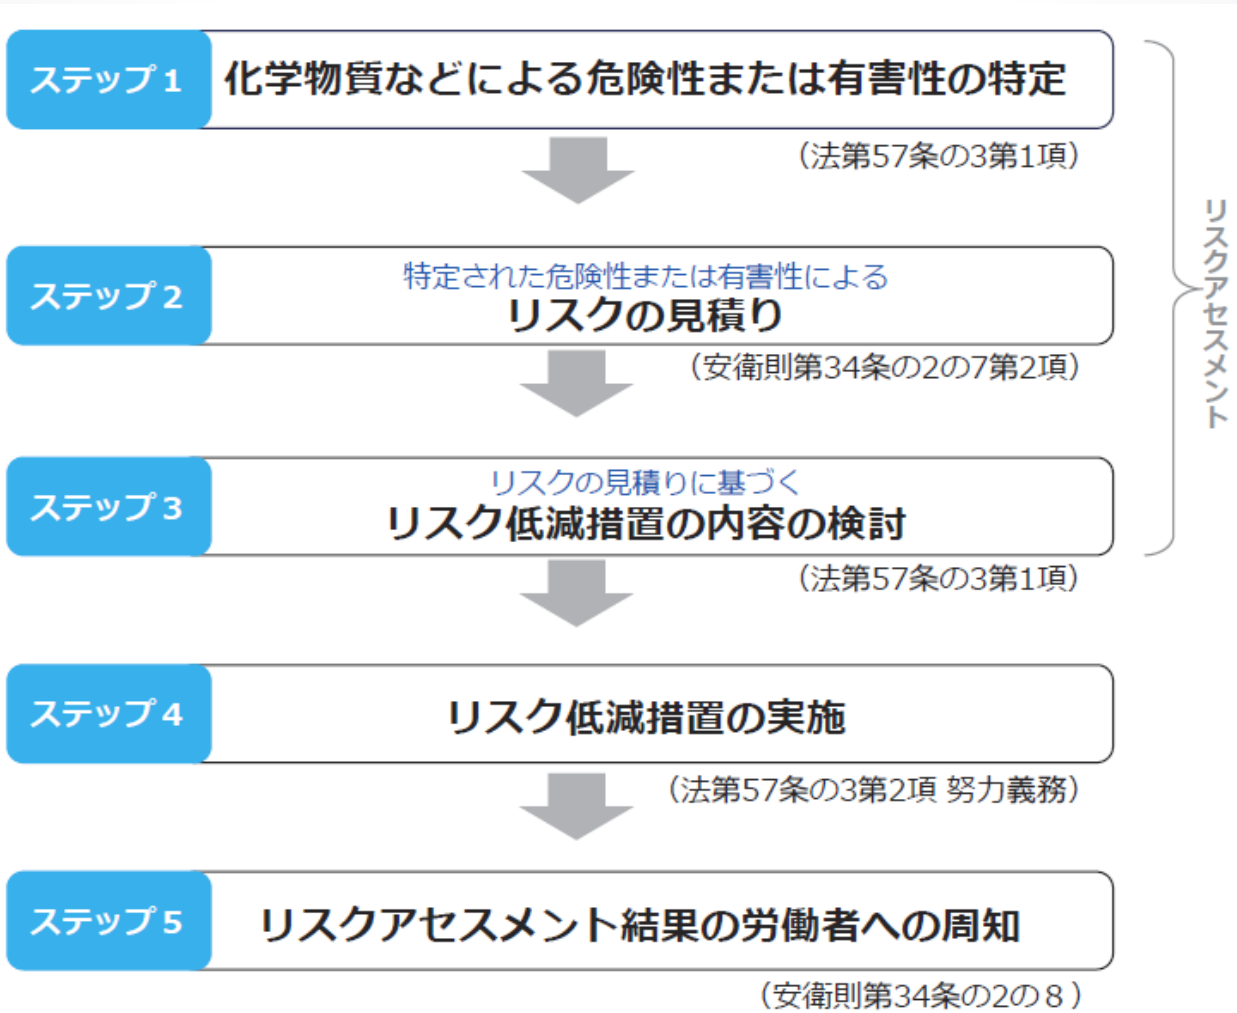 ステップ1
化学物質などによる危険性または有害性の特定
（法第57条の3第1項）
ステップ2
特定された危険性または有害性による
リスクの見積り
（安衛則第34条の2の7第2項）
ステップ3
リスクの見積りに基づく
リスク低減措置の内容の検討
（法第57条の3第1項）
リスクアセスメント
ステップ4
リスク低減措置の実施
（法第57条の3第2項 努力義務）
ステップ5
リスクアセスメント結果の労働者への周知
（安衛則第34条の2の８）